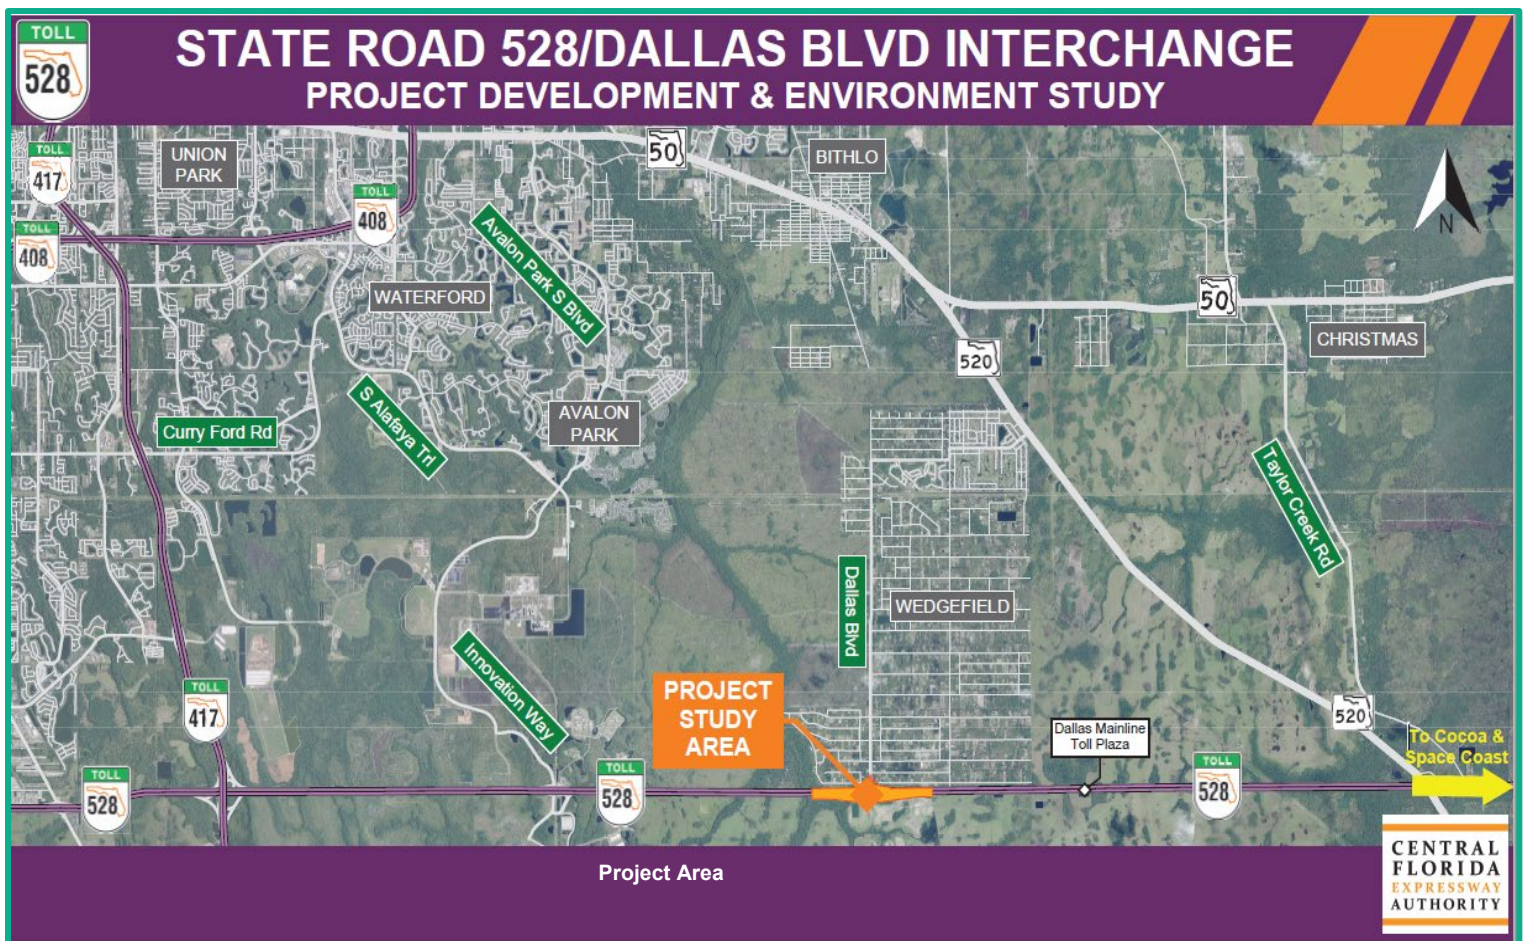 TOLL
528
STATE ROAD 528/DALLAS BLVD INTERCHANGE
PROJECT DEVELOPMENT & ENVIRONMENT STUDY
TOLL
417
UNION
PARK
50
BITHLO
TOLL
408
TOLL
408
N
Avalon Park S Blvd
WATERFORD
50
CHRISTMAS
520
S Alafaya Trl
AVALON
PARK
Curry Ford Rd
Taylor Creek Rd
Dallas Blvd
WEDGEFIELD
Innovation Way
PROJECT
STUDY
AREA
TOLL
417
520
Dallas Mainline
Toll Plaza
To Cocoa &
Space Coast
TOLL
528
TOLL
528
TOLL
528
Project Area
CENTRAL
FLORIDA
EXPRESSWAY
AUTHORITY